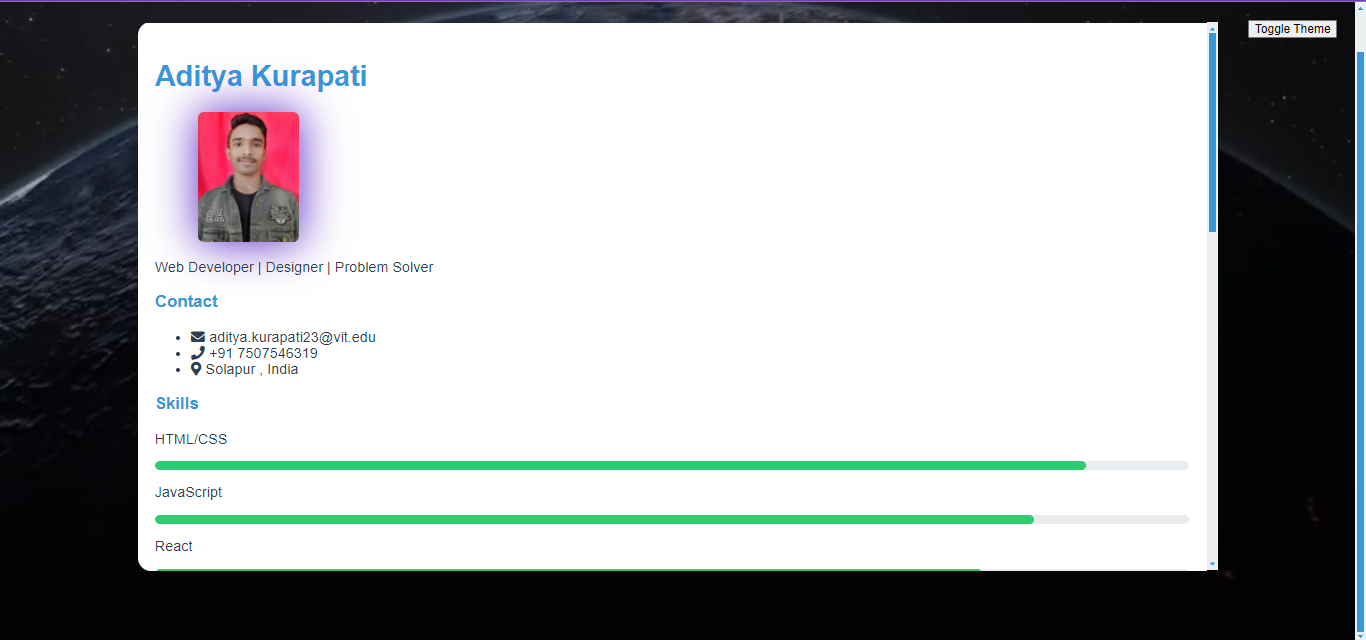 Toggle Theme
Aditya Kurapati
Web Developer | Designer | Problem Solver
Contact
aditya.kurapati23@vit.edu
+91 7507546319
Solapur , India
Skills
HTML/CSS
JavaScript
React